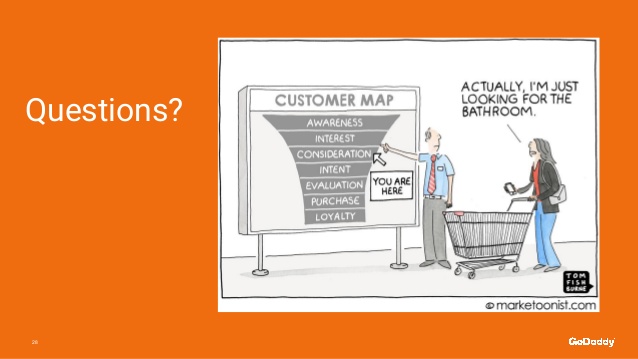 Questions?
CUSTOMER MAP
AWARENESS
INTEREST
CONSIDERATION
INTENT
EVALUATION
PURCHASE
LOYALTY
YOU ARE
HERE
ACTUALLY, I'M JUST
LOOKING FOR THE
BATHROOM.
TOM
FISH
BURNE
© marketoonist.com
28
GoDaddy